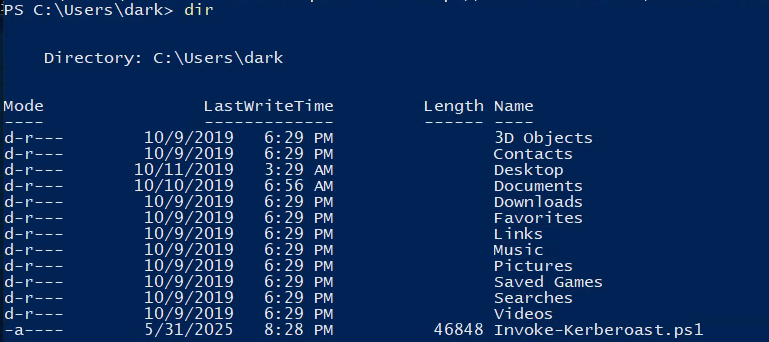 PS C:\Users\dark> dir
Directory: C:\Users\dark
Mode LastWriteTime Length Name
---- ------------- ------ ----
d-r--- 10/9/2019 6:29 PM 3D Objects
d-r--- 10/9/2019 6:29 PM Contacts
d-r--- 10/11/2019 3:29 AM Desktop
d-r--- 10/10/2019 6:56 AM Documents
d-r--- 10/9/2019 6:29 PM Downloads
d-r--- 10/9/2019 6:29 PM Favorites
d-r--- 10/9/2019 6:29 PM Links
d-r--- 10/9/2019 6:29 PM Music
d-r--- 10/9/2019 6:29 PM Pictures
d-r--- 10/9/2019 6:29 PM Saved Games
d-r--- 10/9/2019 6:29 PM Searches
d-r--- 10/9/2019 6:29 PM Videos
-a---- 5/31/2025 8:28 PM 46848 Invoke-Kerberoast.ps1